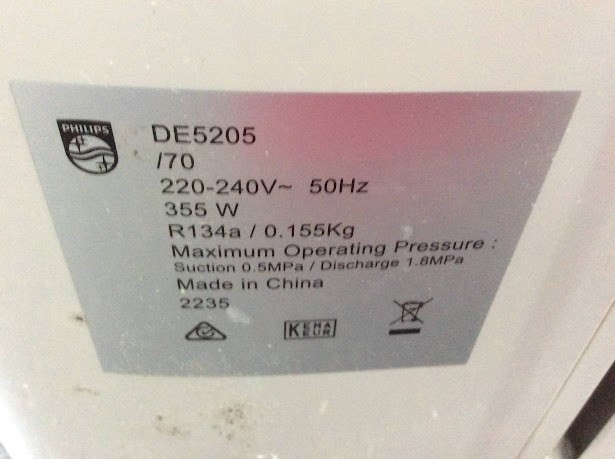 PHILIPS
DE5205
/70
220-240V~ 50Hz
355 W
R134a / 0.155Kg
Maximum Operating Pressure :
Suction 0.5MPa / Discharge 1.8MPa
Made in China
2235
KEMA
KEUR